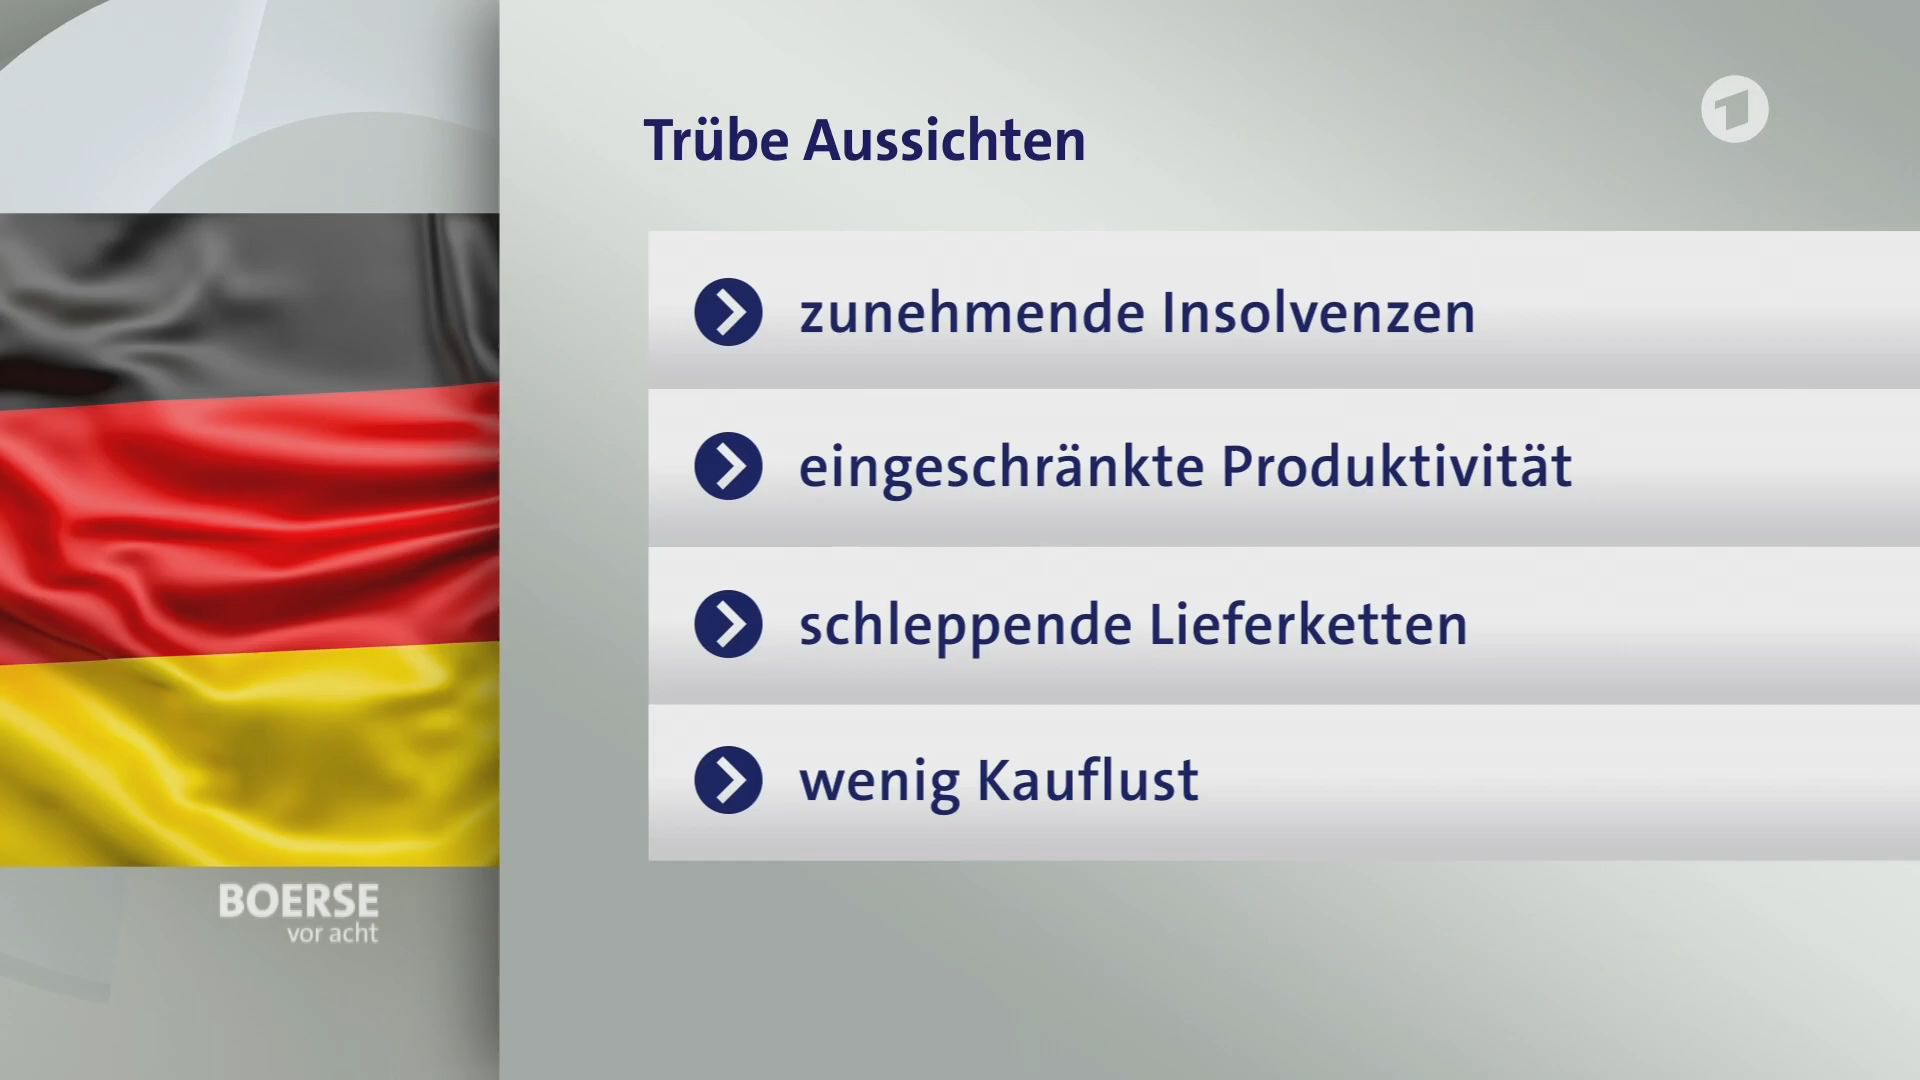 Trübe Aussichten
zunehmende Insolvenzen
eingeschränkte Produktivität
schleppende Lieferketten
wenig Kauflust
BOERSE
vor acht